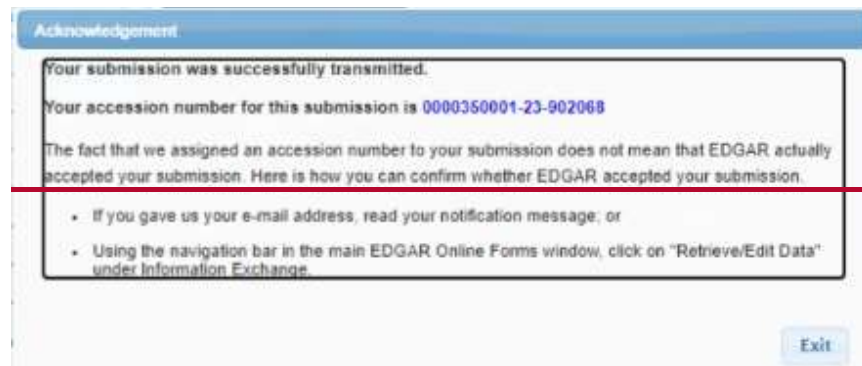 Acknowledgement
Your submission was successfully transmitted.
Your accession number for this submission is 0000350001-23-902068
The fact that we assigned an accession number to your submission does not mean that EDGAR actually
accepted your submission. Here is how you can confirm whether EDGAR accepted your submission.
• If you gave us your e-mail address, read your notification message; or
• Using the navigation bar in the main EDGAR Online Forms window, click on "Retrieve/Edit Data"
under Information Exchange.
Exit